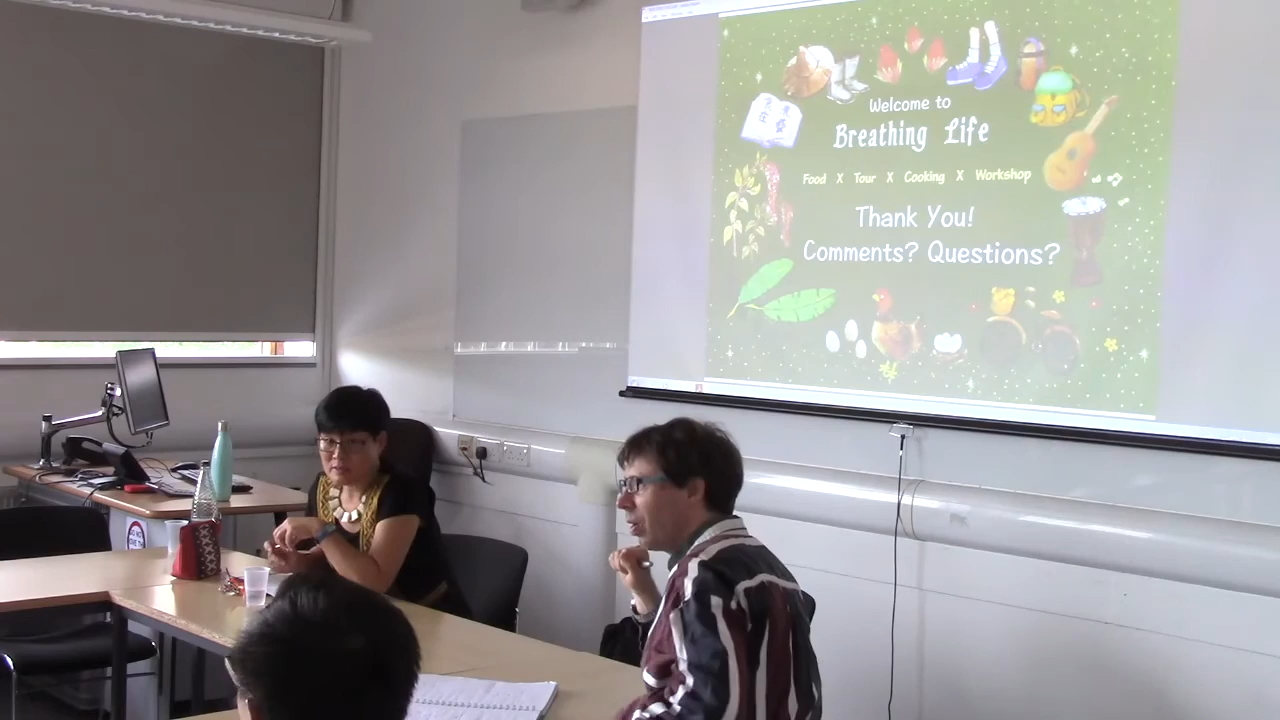 Welcome to
Breathing Life
Food X Tour X Cooking X Workshop
Thank You!
Comments? Questions?